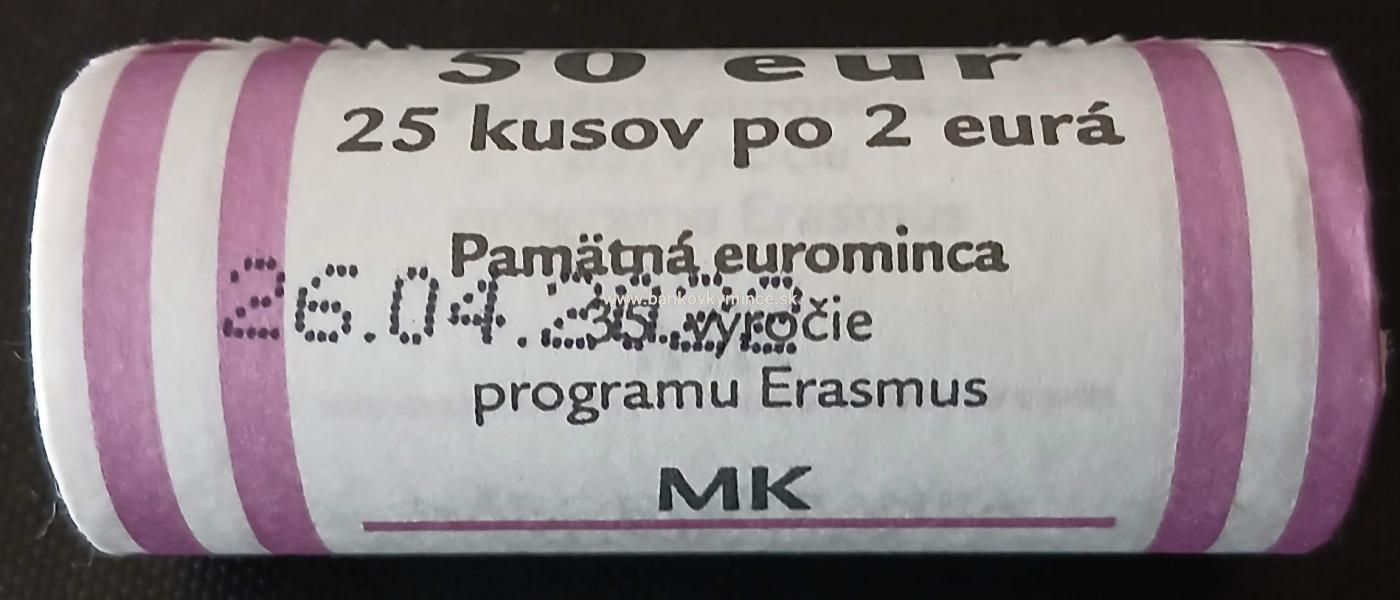 50 eur
25 kusov po 2 eurá
Pamätná eurominca
www.bankovkymince.sk
35. výročie
26.04.2022
programu Erasmus
MK